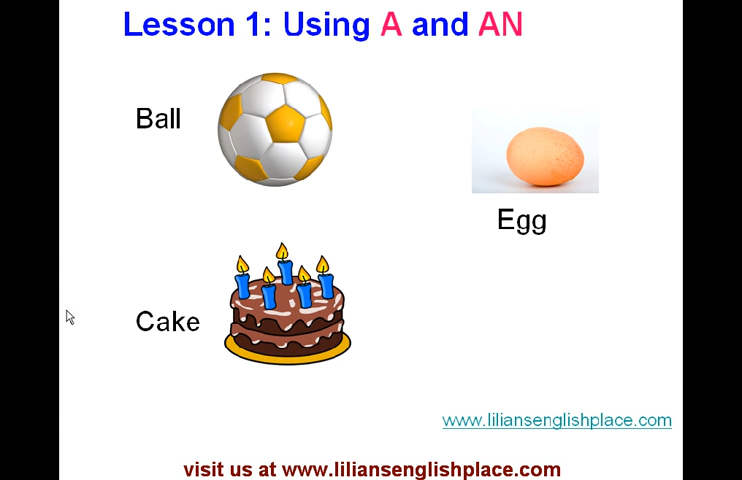 Lesson 1: Using A and AN
Ball
Egg
Cake
www.liliansenglishplace.com
visit us at www.liliansenglishplace.com